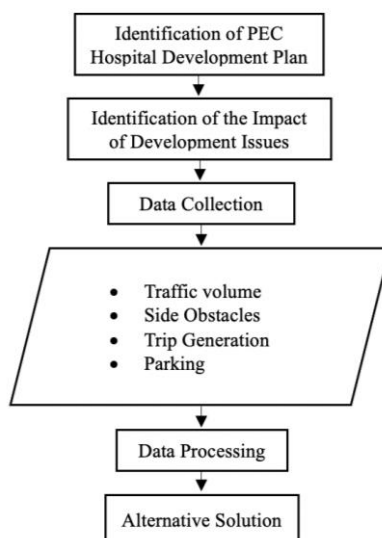 Identification of PEC
Hospital Development Plan
Identification of the Impact
of Development Issues
Data Collection
• Traffic volume
• Side Obstacles
• Trip Generation
• Parking
Data Processing
Alternative Solution